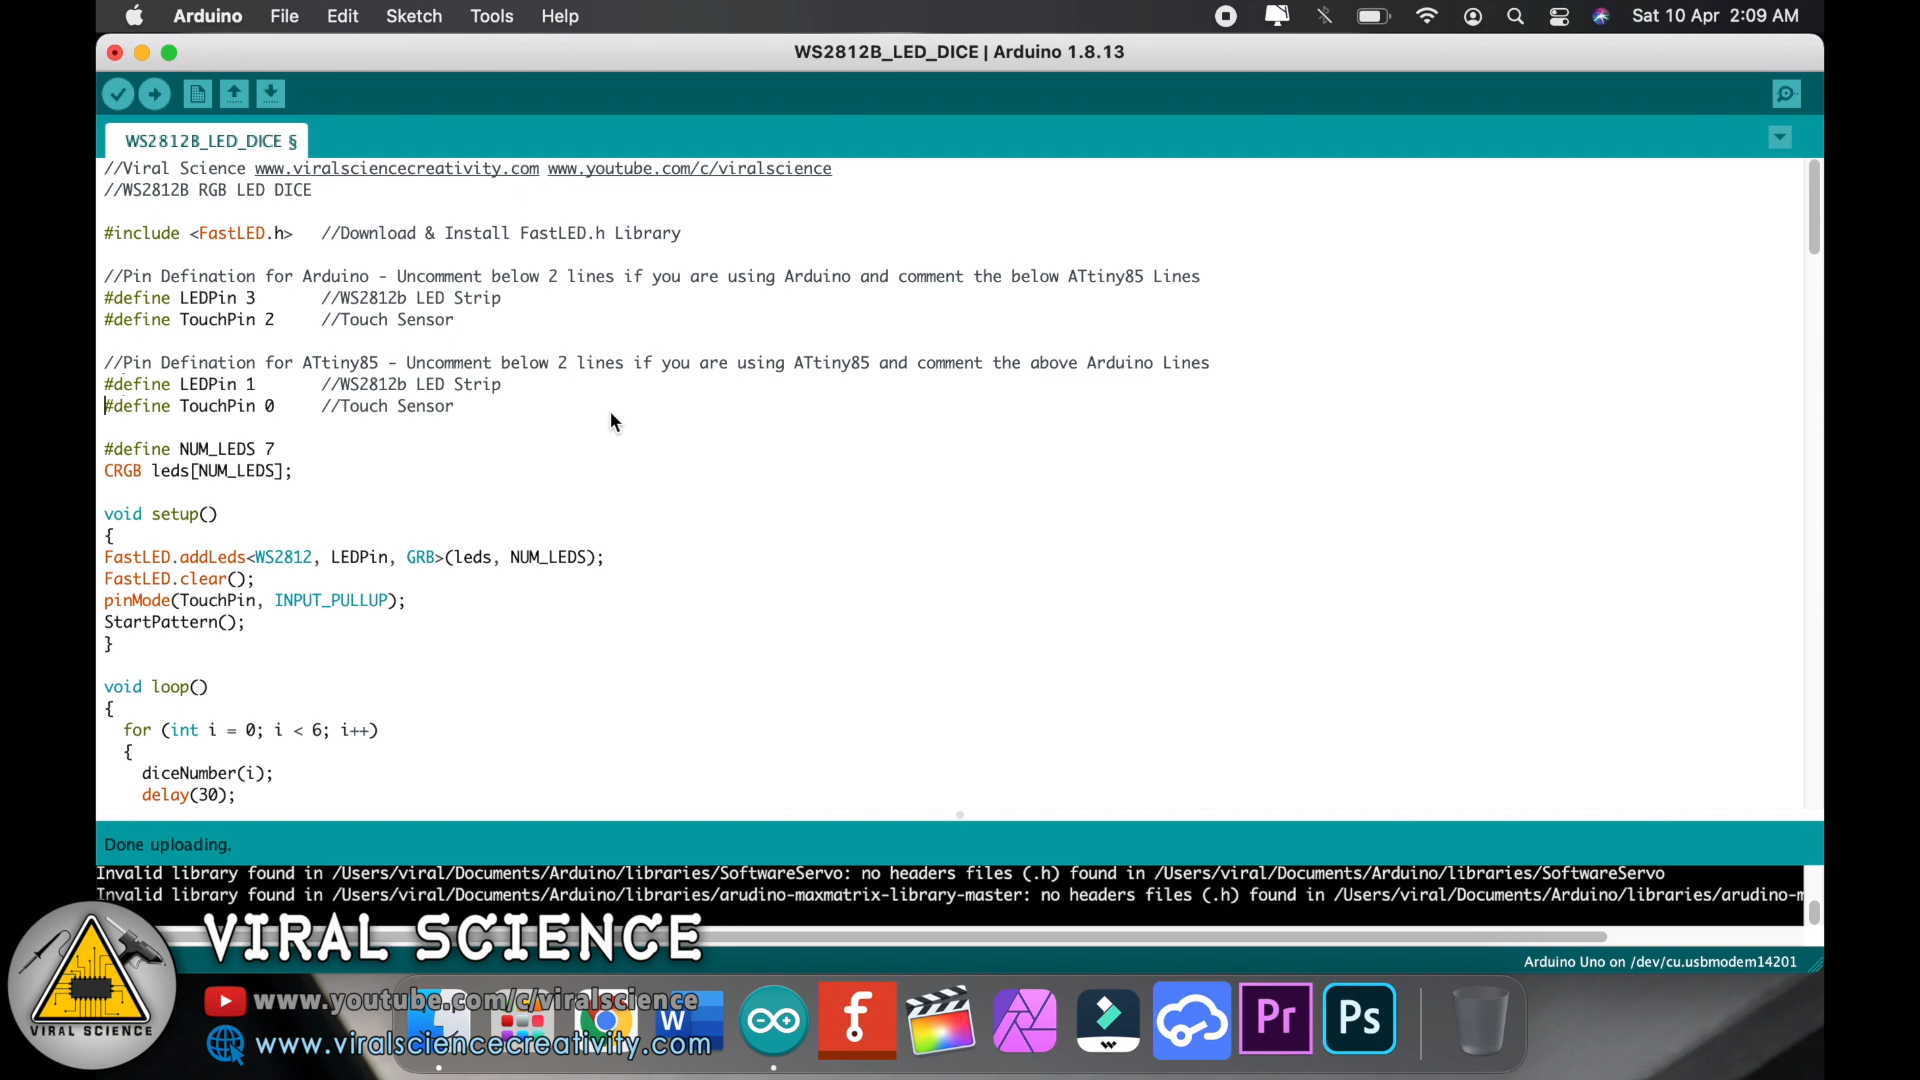 Arduino File Edit Sketch Tools Help Sat 10 Apr 2:09 AM
WS2812B_LED_DICE | Arduino 1.8.13
WS2812B_LED_DICE §
//Viral Science www.viralsciencecreativity.com www.youtube.com/c/viralscience
//WS2812B RGB LED DICE
#include <FastLED.h> //Download & Install FastLED.h Library
//Pin Defination for Arduino - Uncomment below 2 lines if you are using Arduino and comment the below ATtiny85 Lines
#define LEDPin 3 //WS2812b LED Strip
#define TouchPin 2 //Touch Sensor
//Pin Defination for ATtiny85 - Uncomment below 2 lines if you are using ATtiny85 and comment the above Arduino Lines
#define LEDPin 1 //WS2812b LED Strip
#define TouchPin 0 //Touch Sensor
#define NUM_LEDS 7
CRGB leds[NUM_LEDS];
void setup()
{
FastLED.addLeds<WS2812, LEDPin, GRB>(leds, NUM_LEDS);
FastLED.clear();
pinMode(TouchPin, INPUT_PULLUP);
StartPattern();
}
void loop()
{
for (int i = 0; i < 6; i++)
{
diceNumber(i);
delay(30);
Done uploading.
Invalid library found in /Users/viral/Documents/Arduino/libraries/SoftwareServo: no headers files (.h) found in /Users/viral/Documents/Arduino/libraries/SoftwareServo
Invalid library found in /Users/viral/Documents/Arduino/libraries/arudino-maxmatrix-library-master: no headers files (.h) found in /Users/viral/Documents/Arduino/libraries/arudino-m
Arduino Uno on /dev/cu.usbmodem14201
VIRAL SCIENCE
VIRAL SCIENCE
www.youtube.com/c/viralscience
www.viralsciencecreativity.com
W
f
Pr
Ps